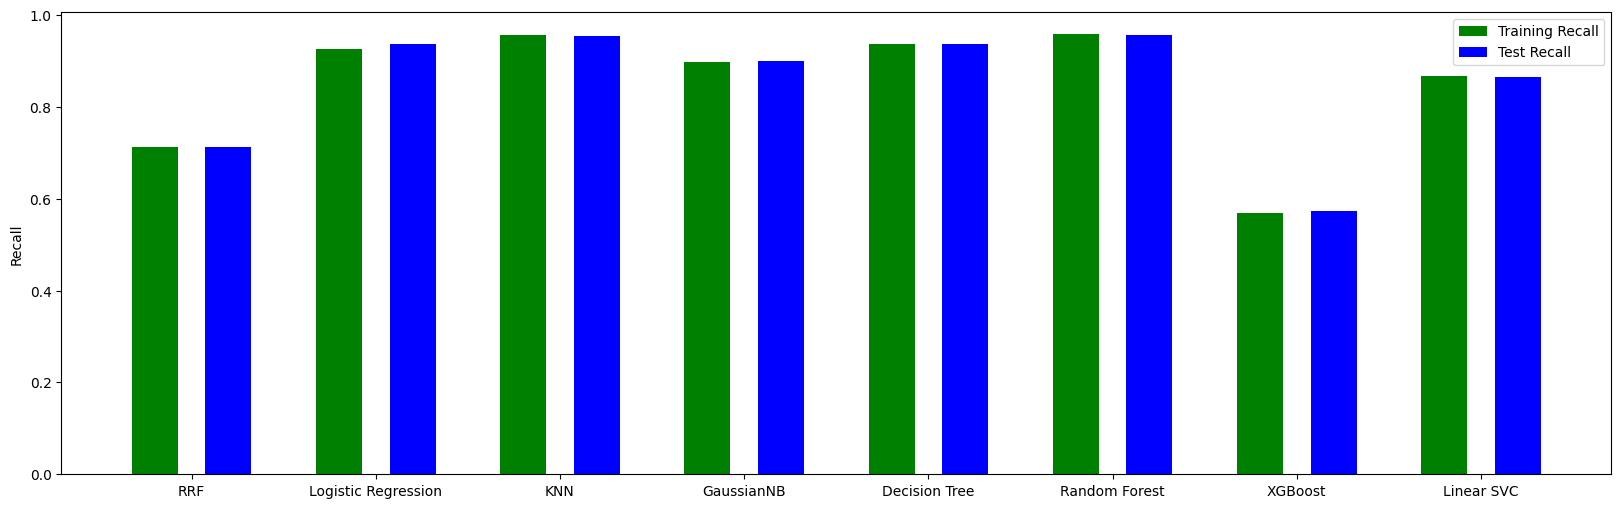 1.0
0.8
0.6
0.4
0.2
0.0
Recall
Training Recall
Test Recall
RRF
Logistic Regression
KNN
GaussianNB
Decision Tree
Random Forest
XGBoost
Linear SVC